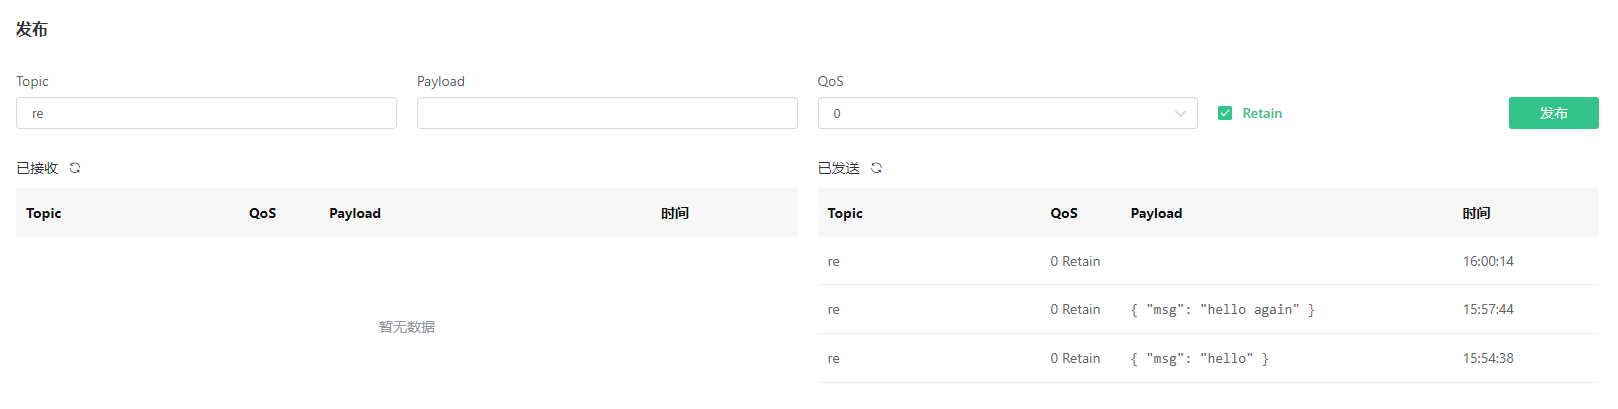 发布
Topic Payload QoS
re 0 Retain 发布
已接收 已发送
Topic QoS Payload 时间 Topic QoS Payload 时间
re 0 Retain 16:00:14
re 0 Retain { "msg": "hello again" } 15:57:44
暂无数据
re 0 Retain { "msg": "hello" } 15:54:38